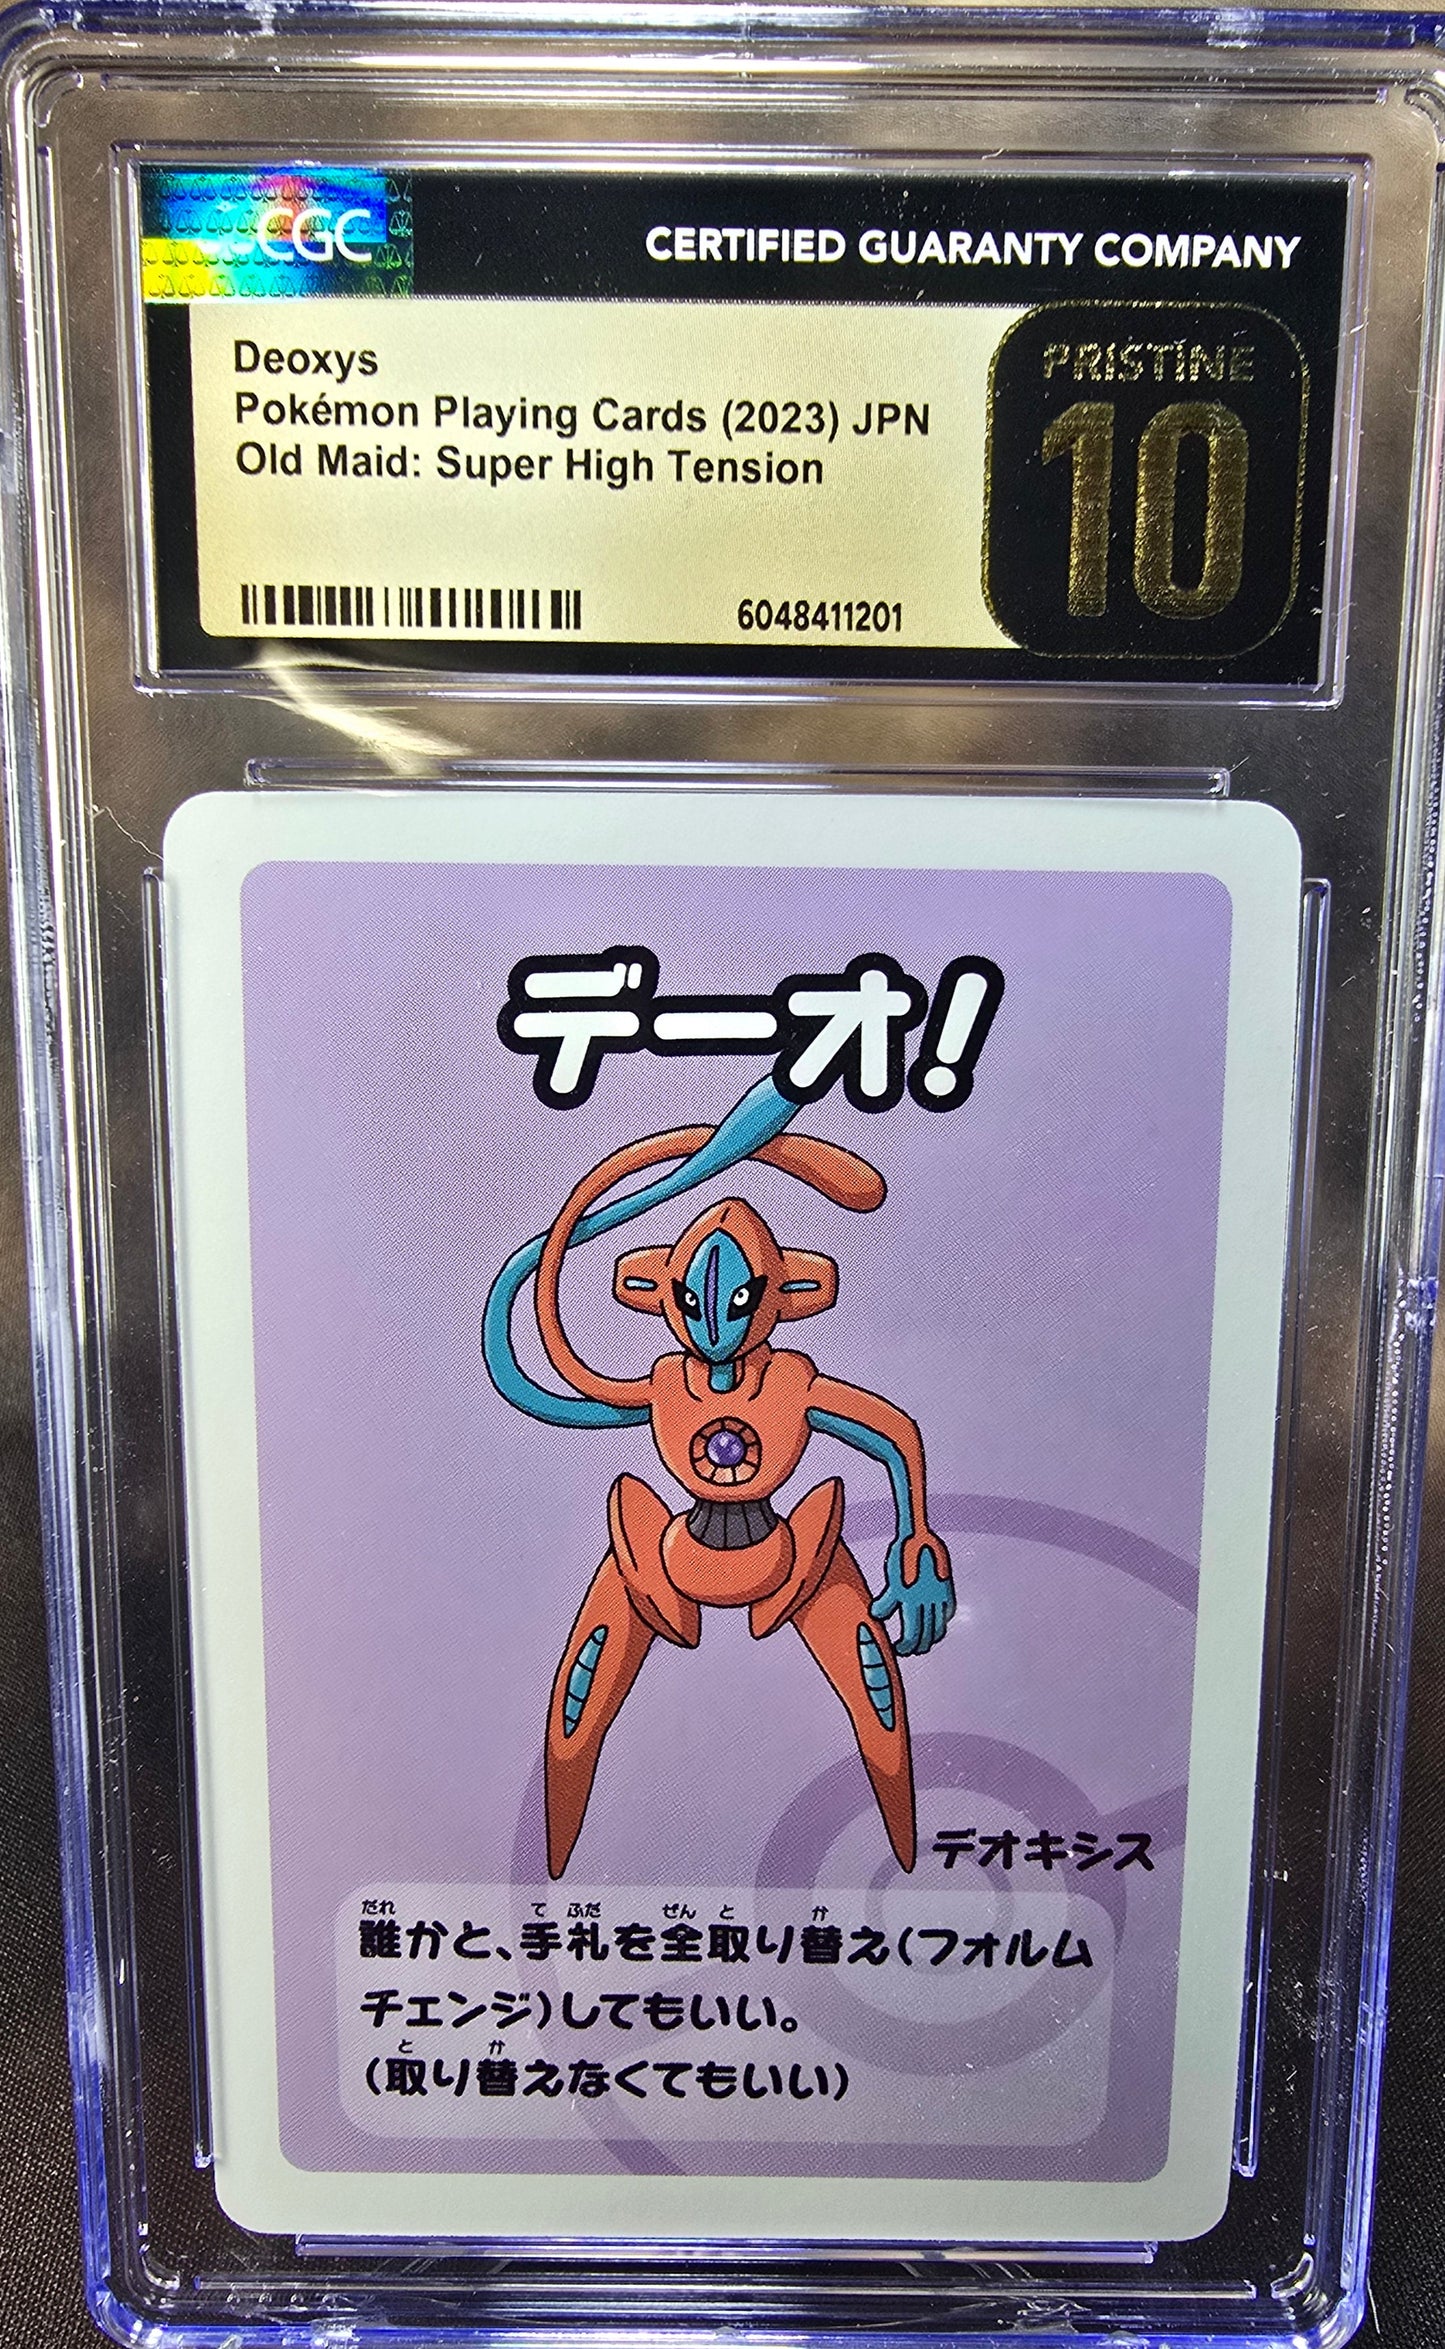 CGC
CERTIFIED GUARANTY COMPANY
Deoxys
Pokémon Playing Cards (2023) JPN
Old Maid: Super High Tension
6048411201
PRISTINE
10
デーオ!
デオキシス
だれ て ふだ ぜん と か
誰かと、手札を全取り替え(フォルム
チェンジ)してもいい。
と か
(取り替えなくてもいい)